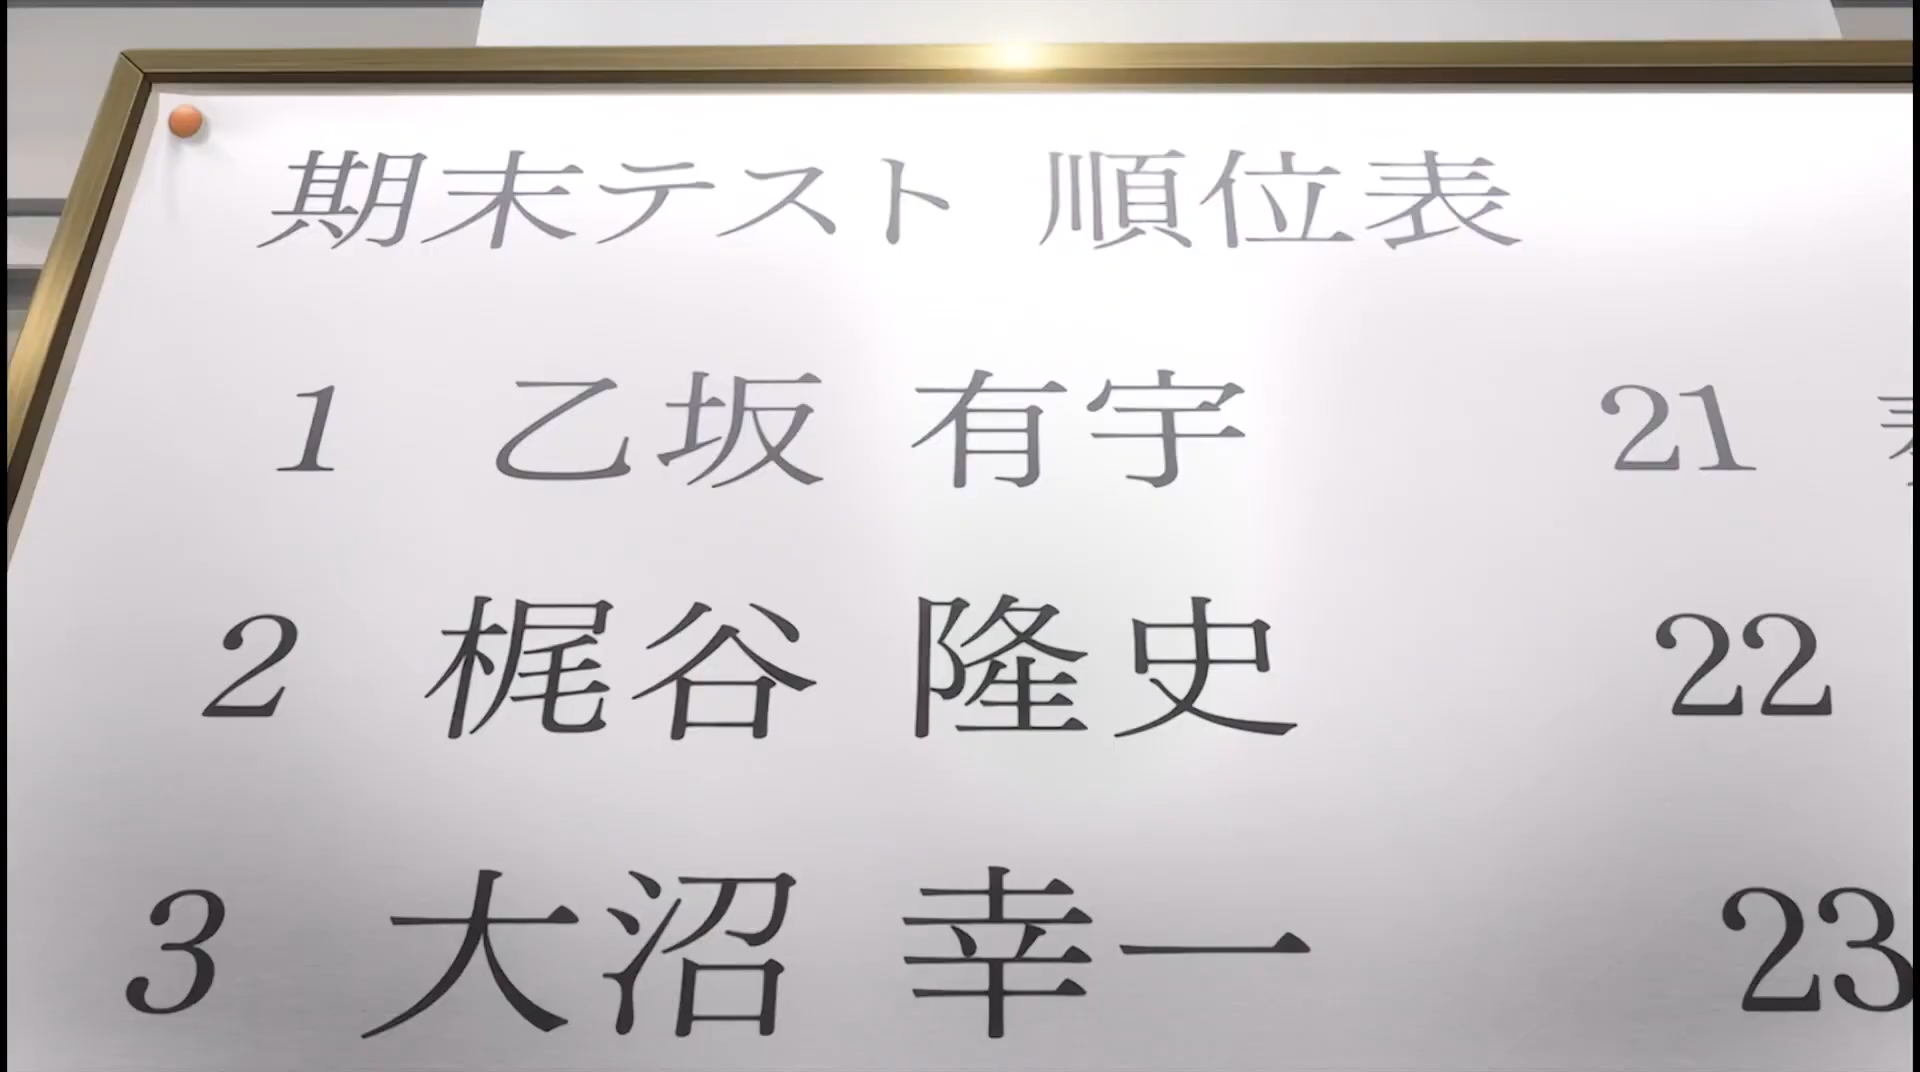 期末テスト 順位表
1 乙坂 有宇 21
2 梶谷 隆史 22
3 大沼 幸一 23